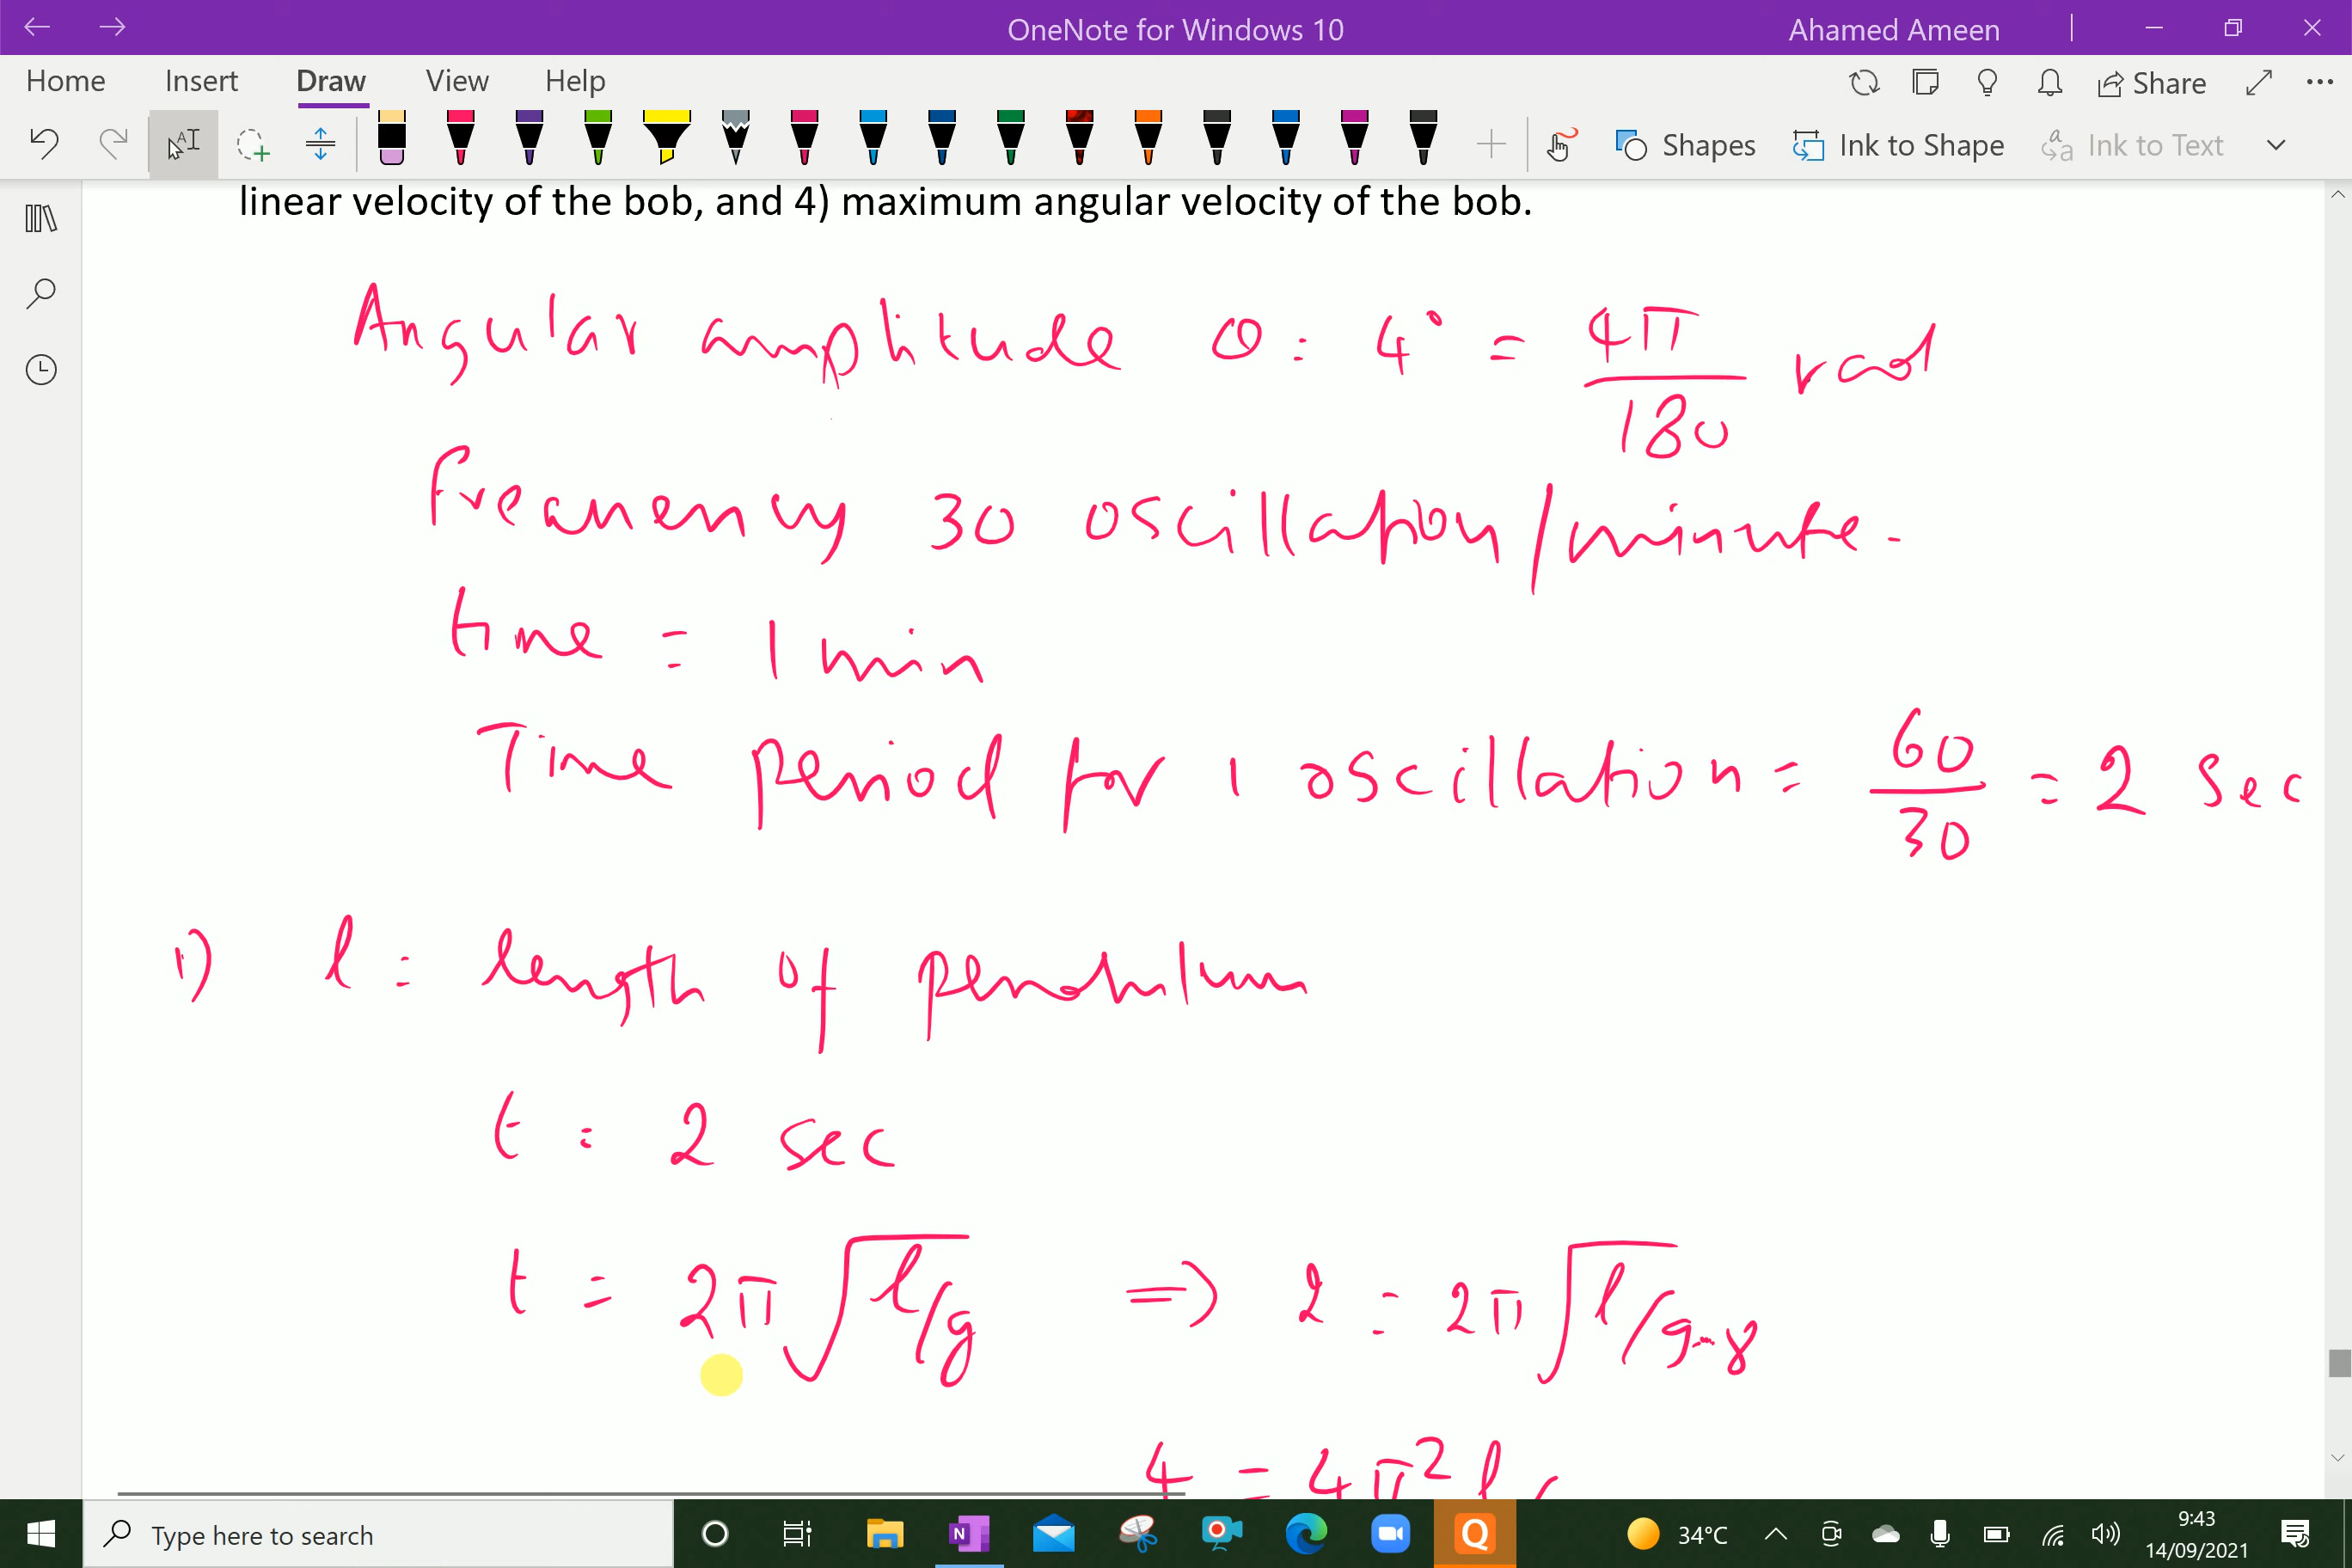 OneNote for Windows 10
Ahamed Ameen
Home Insert Draw View Help
Share
Shapes Ink to Shape Ink to Text
linear velocity of the bob, and 4) maximum angular velocity of the bob.
Angular amplitude θ = 4° = 4π/180 rad
Frequency 30 oscillation/minute.
time = 1 min
Time period for 1 oscillation = 60/30 = 2 sec
1) l = length of pendulum
t = 2 sec
t = 2π√l/g ⇒ 2 = 2π√l/9.8
4 = 4π² l
Type here to search
34°C
9:43
14/09/2021